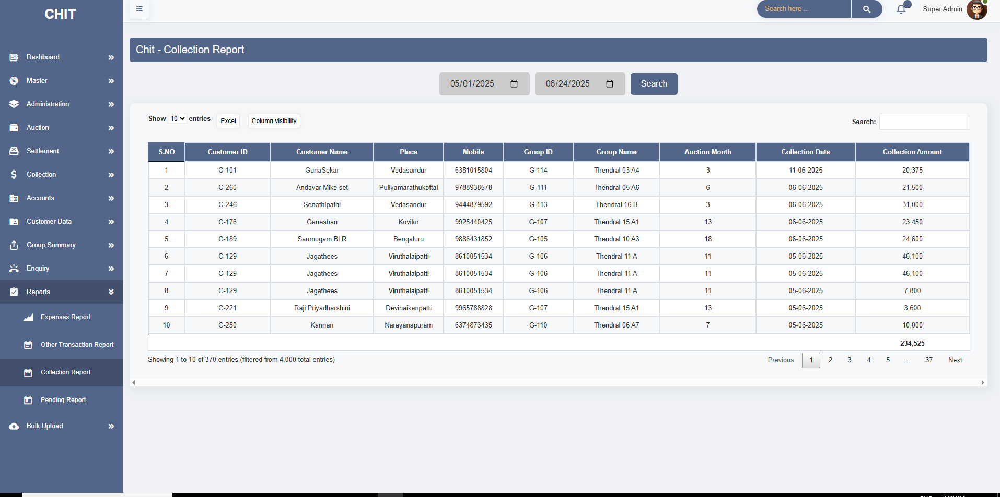 CHIT
Search here ...
Super Admin
Dashboard
Master
Administration
Auction
Settlement
Collection
Accounts
Customer Data
Group Summary
Enquiry
Reports
Expenses Report
Other Transaction Report
Collection Report
Pending Report
Bulk Upload
Chit - Collection Report
05/01/2025 06/24/2025 Search
Show 10 entries Excel Column visibility Search:
S.NO Customer ID Customer Name Place Mobile Group ID Group Name Auction Month Collection Date Collection Amount
1 C-101 GunaSekar Vedasandur 6381015804 G-114 Thendral 03 A4 3 11-06-2025 20,375
2 C-260 Andavar Mike set Puliyamarathukottai 9788938578 G-111 Thendral 05 A6 6 06-06-2025 21,500
3 C-246 Senathipathi Vedasandur 9444879592 G-113 Thendral 16 B 3 06-06-2025 31,000
4 C-176 Ganeshan Kovilur 9925440425 G-107 Thendral 15 A1 13 06-06-2025 23,450
5 C-189 Sanmugam BLR Bengaluru 9886431852 G-105 Thendral 10 A3 18 06-06-2025 24,600
6 C-129 Jagathees Viruthalaipatti 8610051534 G-106 Thendral 11 A 11 05-06-2025 46,100
7 C-129 Jagathees Viruthalaipatti 8610051534 G-106 Thendral 11 A 11 05-06-2025 46,100
8 C-129 Jagathees Viruthalaipatti 8610051534 G-106 Thendral 11 A 11 05-06-2025 7,800
9 C-221 Raji Priyadharshini Devinaikanpatti 9965788828 G-107 Thendral 15 A1 13 05-06-2025 3,600
10 C-250 Kannan Narayanapuram 6374873435 G-110 Thendral 06 A7 7 05-06-2025 10,000
234,525
Showing 1 to 10 of 370 entries (filtered from 4,000 total entries)
Previous 1 2 3 4 5 ... 37 Next